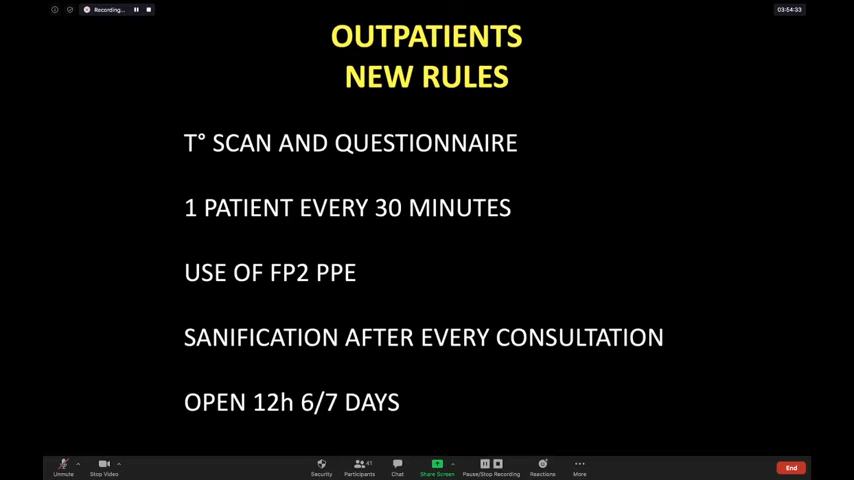 Recording...
03:54:33
OUTPATIENTS
NEW RULES
T° SCAN AND QUESTIONNAIRE
1 PATIENT EVERY 30 MINUTES
USE OF FP2 PPE
SANIFICATION AFTER EVERY CONSULTATION
OPEN 12h 6/7 DAYS
Unmute
Stop Video
Security
Participants
41
Chat
Share Screen
Pause/Stop Recording
Reactions
More
End